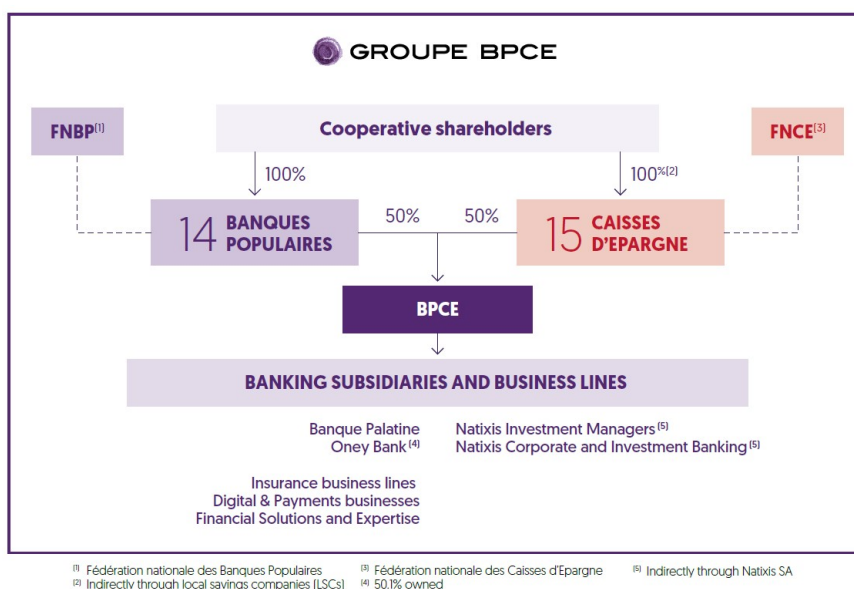 GROUPE BPCE
FNBP(1)
Cooperative shareholders
FNCE(3)
100%
100%(2)
14 BANQUES POPULAIRES
50%
50%
15 CAISSES D'EPARGNE
BPCE
BANKING SUBSIDIARIES AND BUSINESS LINES
Banque Palatine
Oney Bank(4)
Natixis Investment Managers(5)
Natixis Corporate and Investment Banking(5)
Insurance business lines
Digital & Payments businesses
Financial Solutions and Expertise
(1) Fédération nationale des Banques Populaires
(2) Indirectly through local savings companies (LSCs)
(3) Fédération nationale des Caisses d'Epargne
(4) 50.1% owned
(5) Indirectly through Natixis SA